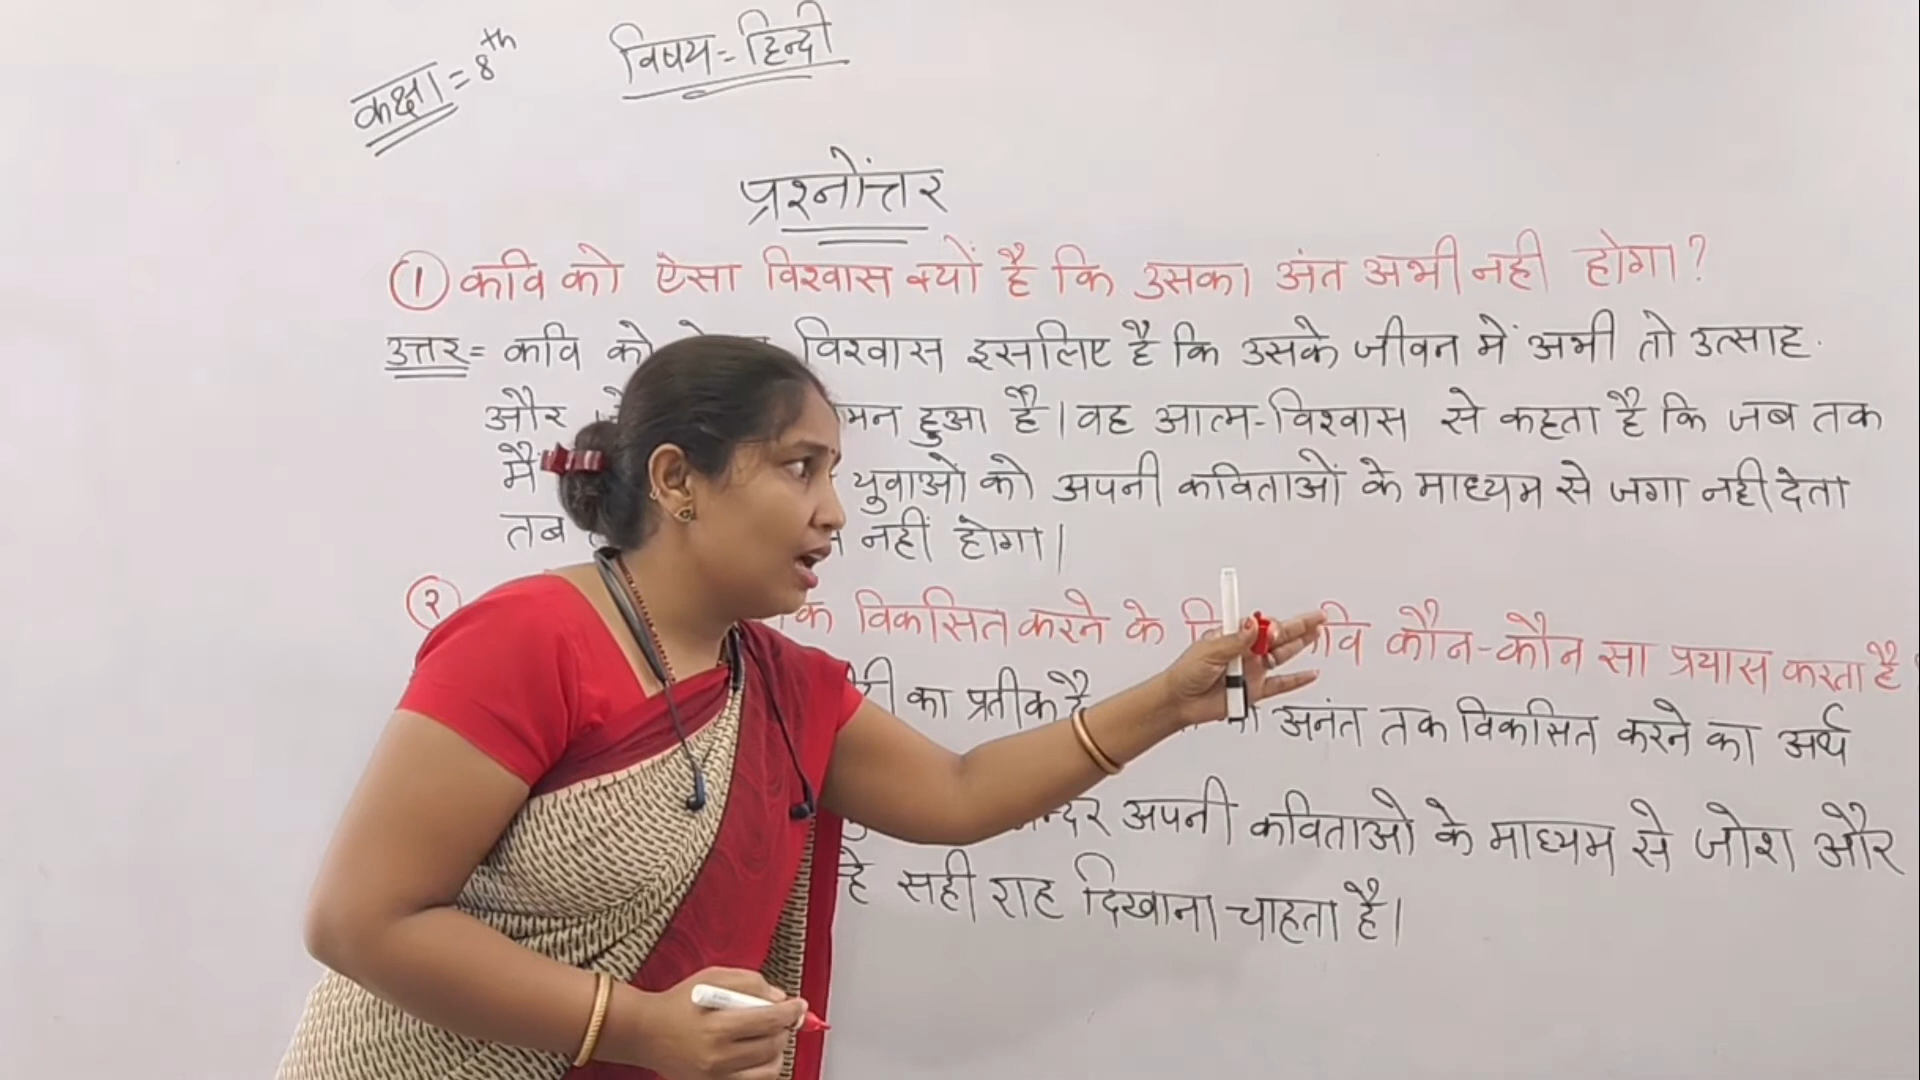 कक्षा = 8th
विषय = हिन्दी
प्रश्नोंत्तर
① कवि को ऐसा विश्वास क्यों है कि उसका अंत अभी नही होगा?
उत्तर = कवि को विश्वास इसलिए है कि उसके जीवन में अभी तो उत्साह
और मन हुआ है। वह आत्म-विश्वास से कहता है कि जब तक
मैं युवाओं को अपनी कविताओं के माध्यम से जगा नही देता
तब नहीं होगा।
② विकसित करने के कौन-कौन सा प्रयास करता है
का प्रतीक है अनंत तक विकसित करने का अर्थ
अपनी कविताओ के माध्यम से जोश और
सही राह दिखाना चाहता है।